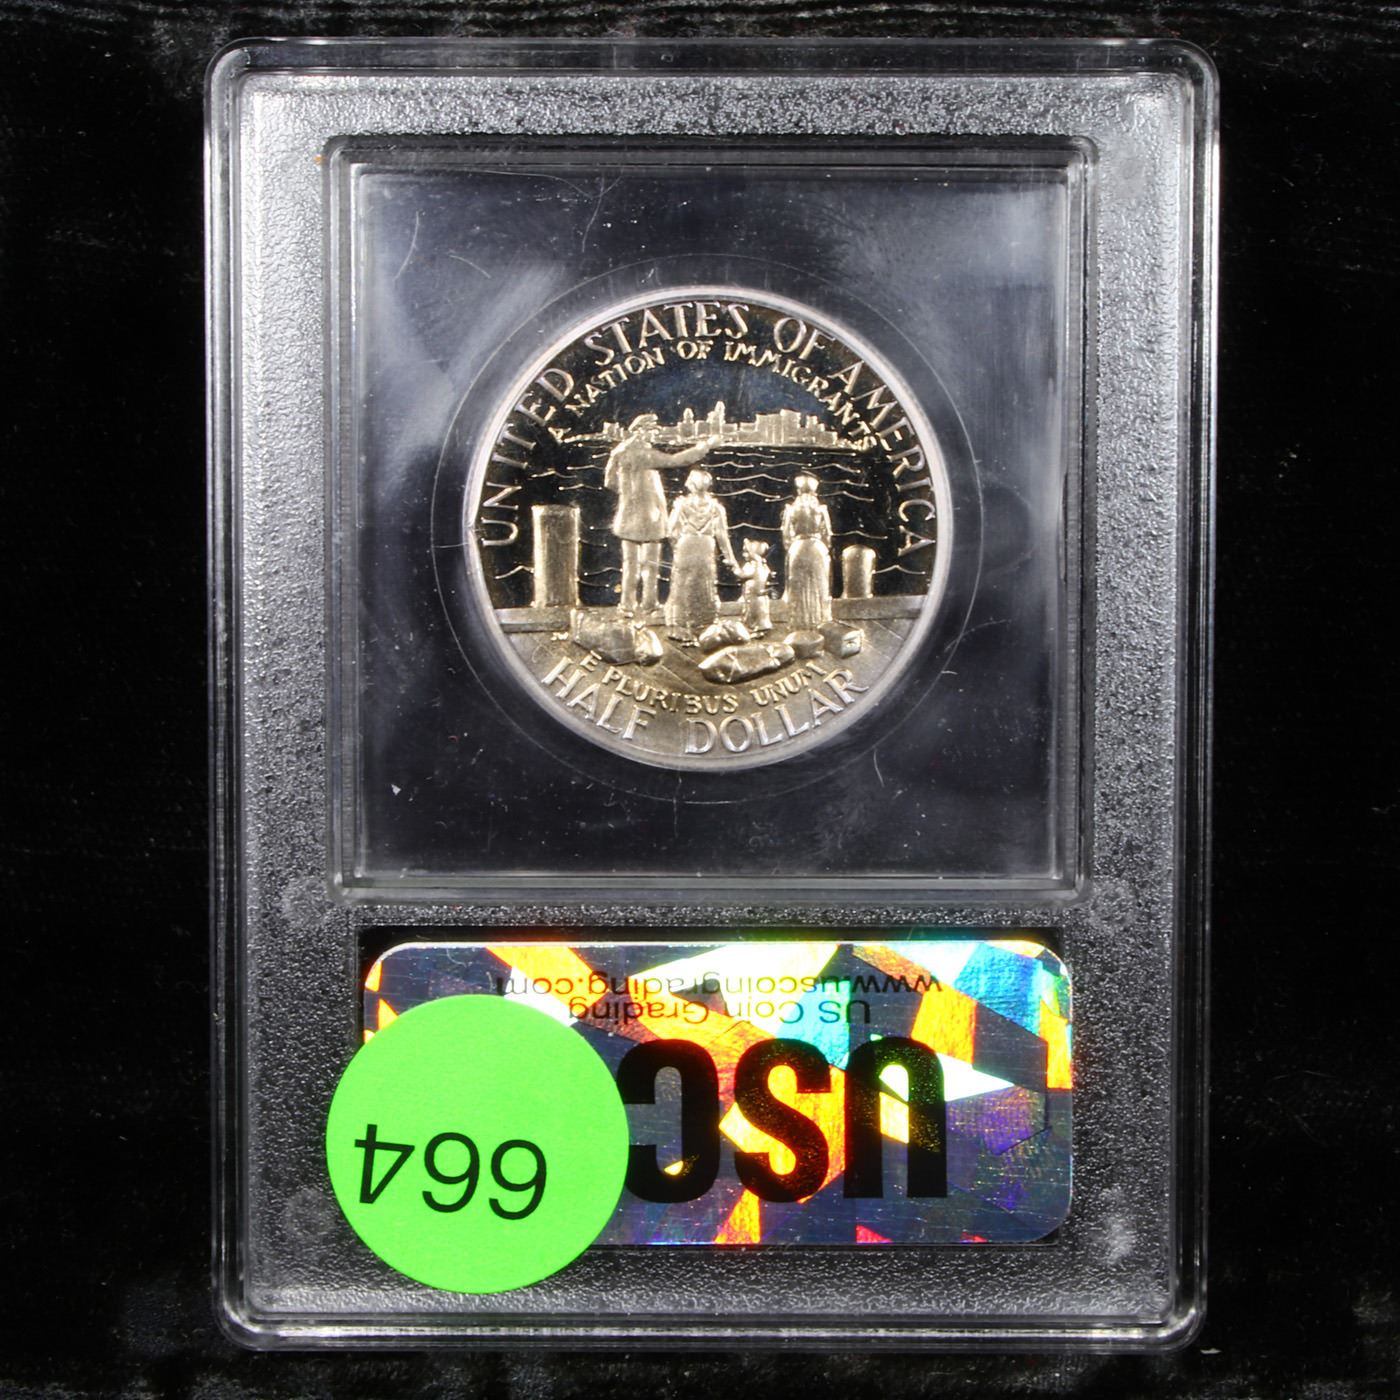 UNITED STATES OF AMERICA
A NATION OF IMMIGRANTS
E PLURIBUS UNUM
HALF DOLLAR
www.uscoingrading.com
US Coin Grading
USC
664